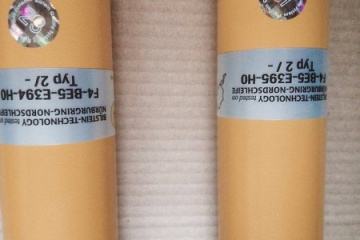 BILSTEIN-TECHNOLOGY tested on
NÜRBURGRING-NORDSCHLEIFE
F4-BE5-E394-H0
Typ 2/ -
BILSTEIN-TECHNOLOGY tested on
NÜRBURGRING-NORDSCHLEIFE
F4-BE5-E395-H0
Typ 2/ -